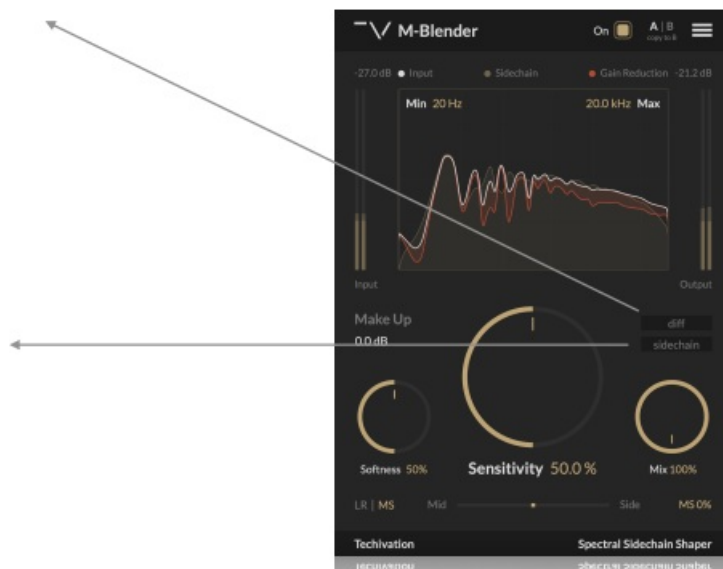 M-Blender On A | B
copy to B
-27.0 dB Input Sidechain Gain Reduction -21.2 dB
Min 20 Hz 20.0 kHz Max
Input Output
Make Up diff
0.0 dB sidechain
Softness 50% Sensitivity 50.0 % Mix 100%
LR | MS Mid Side MS 0%
Techivation Spectral Sidechain Shaper